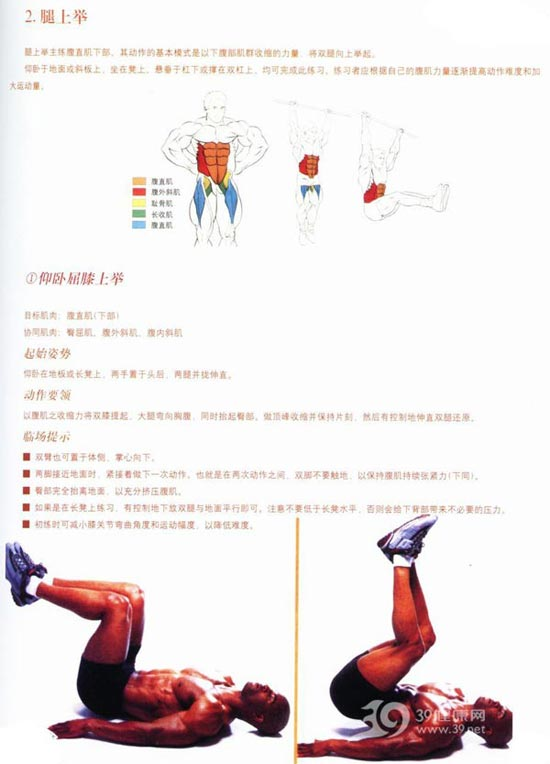 2. 腿上举
腿上举主练腹直肌下部。其动作的基本模式是以下腹部肌群收缩的力量，将双腿向上举起。
仰卧于地面或斜板上、坐在凳上、悬垂于杠下或撑在双杠上，均可完成此练习。练习者应根据自己的腹肌力量逐渐提高动作难度和加
大运动量。
腹直肌
腹外斜肌
耻骨肌
长收肌
腹直肌
①仰卧屈膝上举
目标肌肉：腹直肌(下部)
协同肌肉：臀屈肌、腹外斜肌、腹内斜肌
起始姿势
仰卧在地板或长凳上，两手置于头后，两腿并拢伸直。
动作要领
以腹肌之收缩力将双膝提起，大腿弯向胸腹，同时抬起臀部。做顶峰收缩并保持片刻，然后有控制地伸直双腿还原。
临场提示
■ 双臂也可置于体侧，掌心向下。
■ 两脚接近地面时，紧接着做下一次动作。也就是在两次动作之间，双脚不要触地，以保持腹肌持续张紧力(下同)。
■ 臀部完全抬离地面，以充分挤压腹肌。
■ 如果是在长凳上练习，有控制地下放双腿与地面平行即可。注意不要低于长凳水平，否则会给下背部带来不必要的压力。
■ 初练时可减小膝关节弯曲角度和运动幅度，以降低难度。
39 39健康网
www.39.net